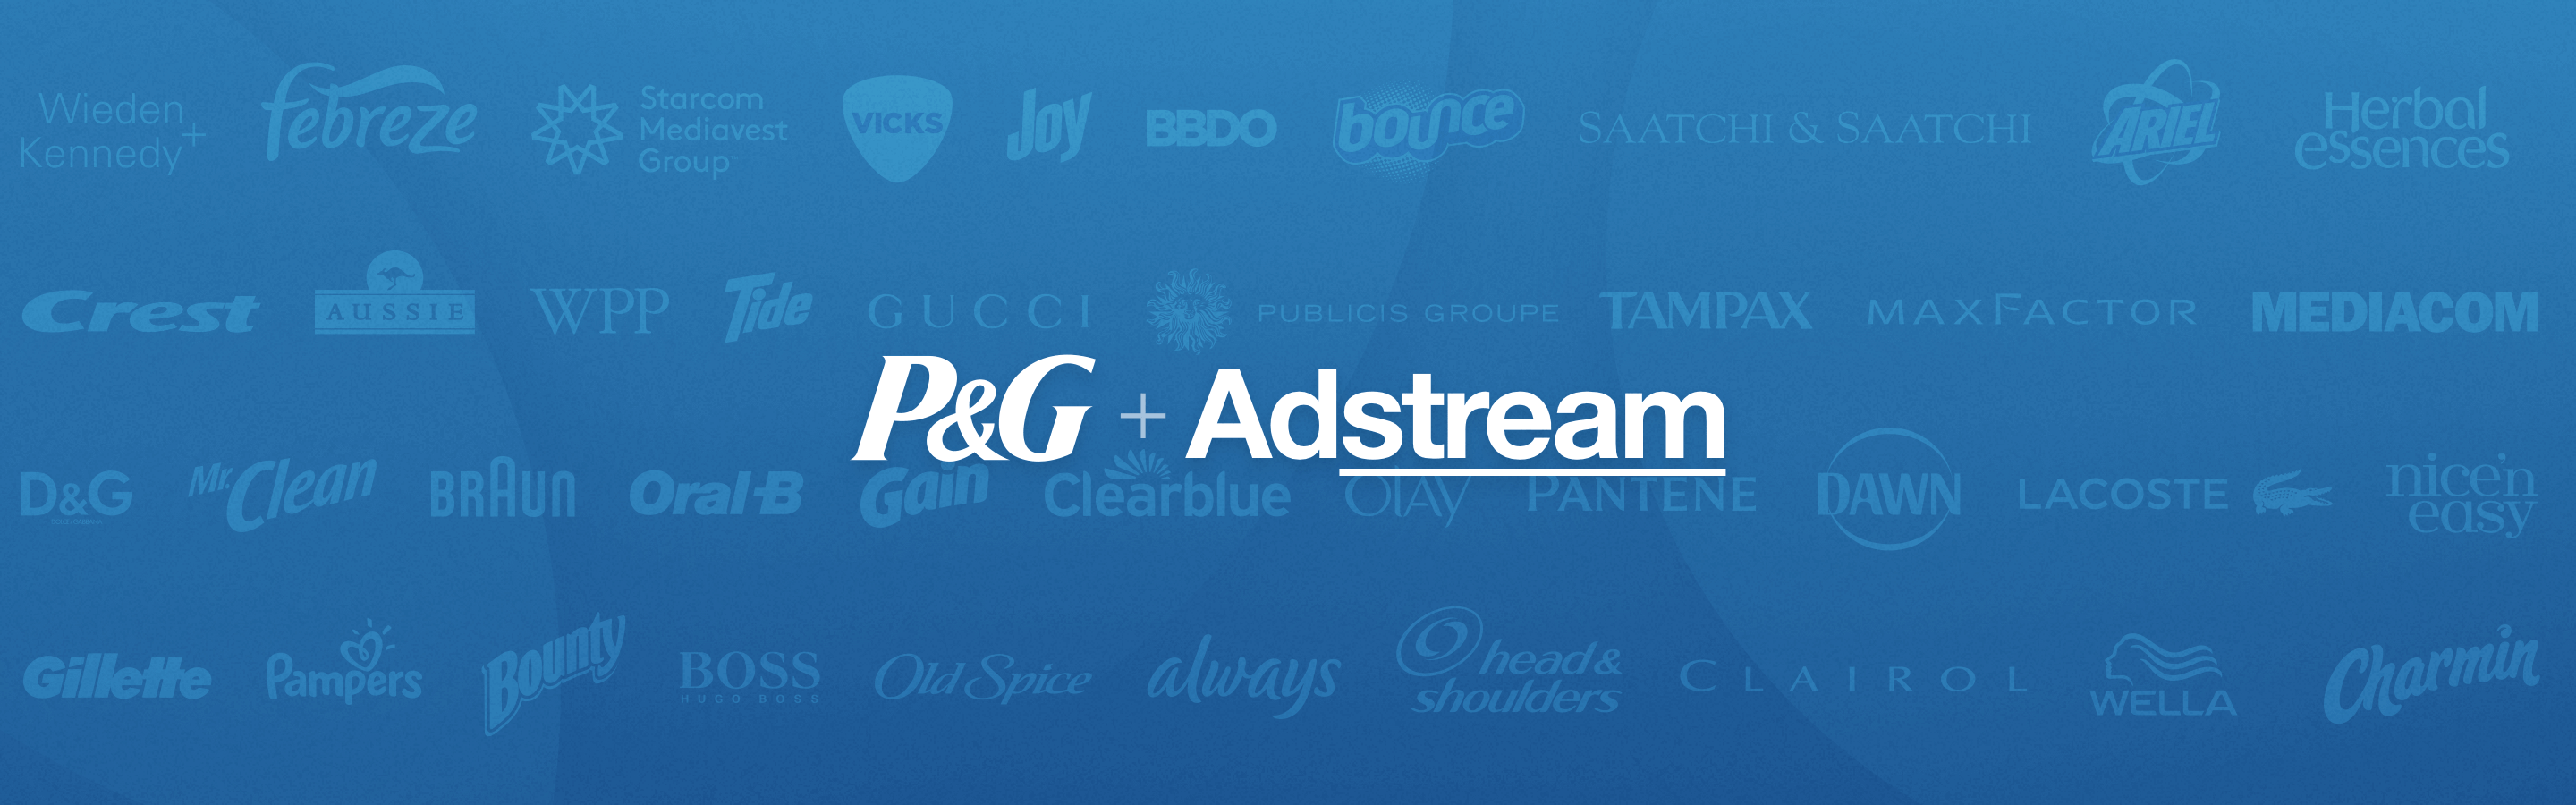 Wieden
Kennedy+
febreze
Starcom
Mediavest
Group
VICKS
Joy
BBDO
bounce
SAATCHI & SAATCHI
ARIEL
Herbal
essences
Crest
AUSSIE
WPP
Tide
GUCCI
PUBLICIS GROUPE
TAMPAX
MAXFACTOR
MEDIACOM
P&G + Adstream
D&G
DOLCE & GABBANA
Mr. Clean
BRAUN
Oral-B
Gain
Clearblue
OLAY
PANTENE
DAWN
LACOSTE
nice'n
easy
Gillette
Pampers
Bounty
BOSS
HUGO BOSS
Old Spice
always
head &
shoulders
CLAIROL
WELLA
Charmin